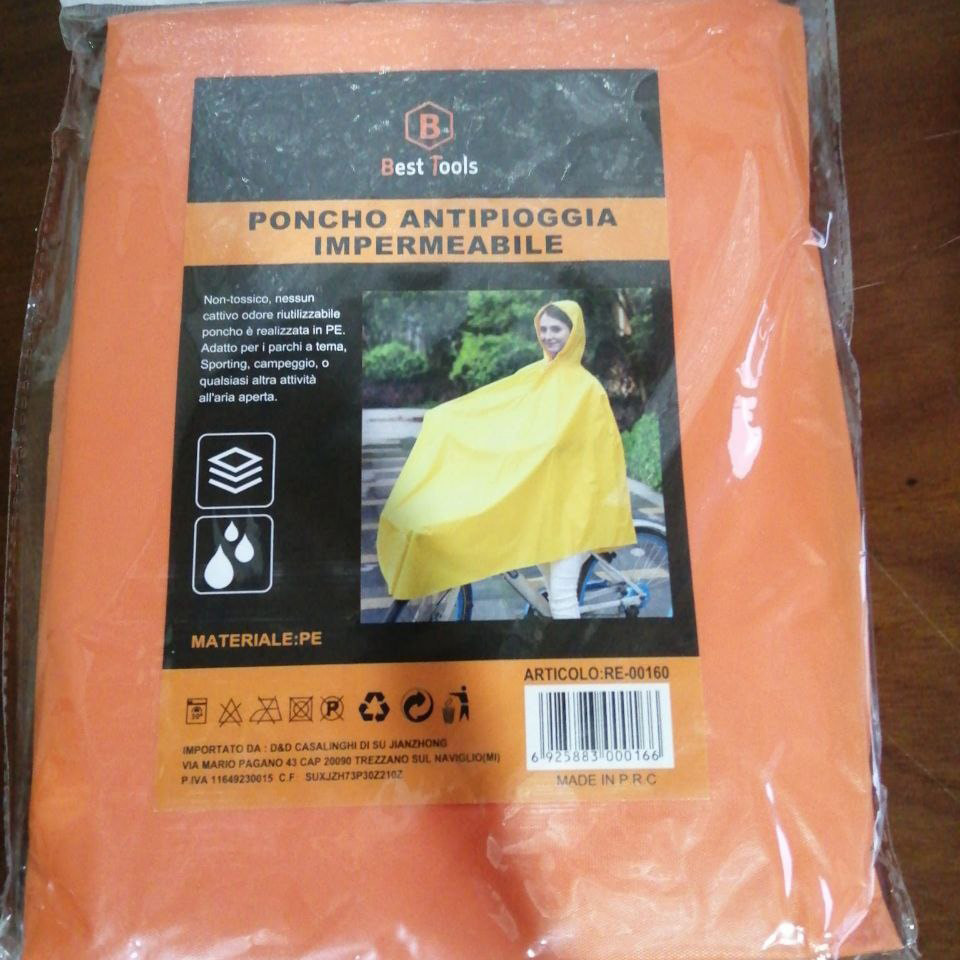 B
Best Tools
PONCHO ANTIPIOGGIA
IMPERMEABILE
Non-tossico, nessun
cattivo odore riutilizzabile
poncho è realizzata in PE.
Adatto per i parchi a tema,
Sporting, campeggio, o
qualsiasi altra attività
all'aria aperta.
MATERIALE:PE
ARTICOLO:RE-00160
P
6 925883 000166
IMPORTATO DA : D&D CASALINGHI DI SU JIANZHONG
VIA MARIO PAGANO 43 CAP 20090 TREZZANO SUL NAVIGLIO(MI)
P.IVA 11649230015 C.F SUXJZH73P30Z210Z
MADE IN P.R.C